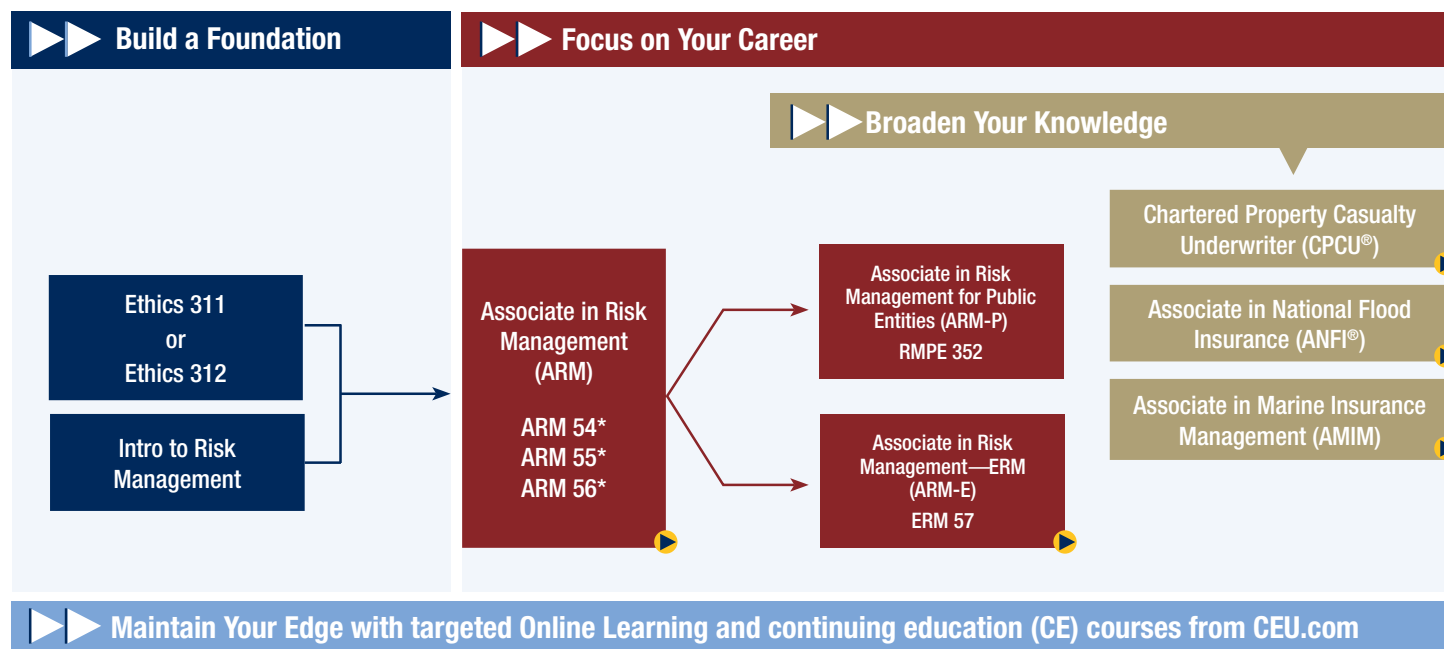 Build a Foundation
Focus on Your Career
Broaden Your Knowledge
Ethics 311
or
Ethics 312
Intro to Risk
Management
Associate in Risk
Management
(ARM)
ARM 54*
ARM 55*
ARM 56*
Associate in Risk
Management for Public
Entities (ARM-P)
RMPE 352
Associate in Risk
Management—ERM
(ARM-E)
ERM 57
Chartered Property Casualty
Underwriter (CPCU®)
Associate in National Flood
Insurance (ANFI®)
Associate in Marine Insurance
Management (AMIM)
Maintain Your Edge with targeted Online Learning and continuing education (CE) courses from CEU.com